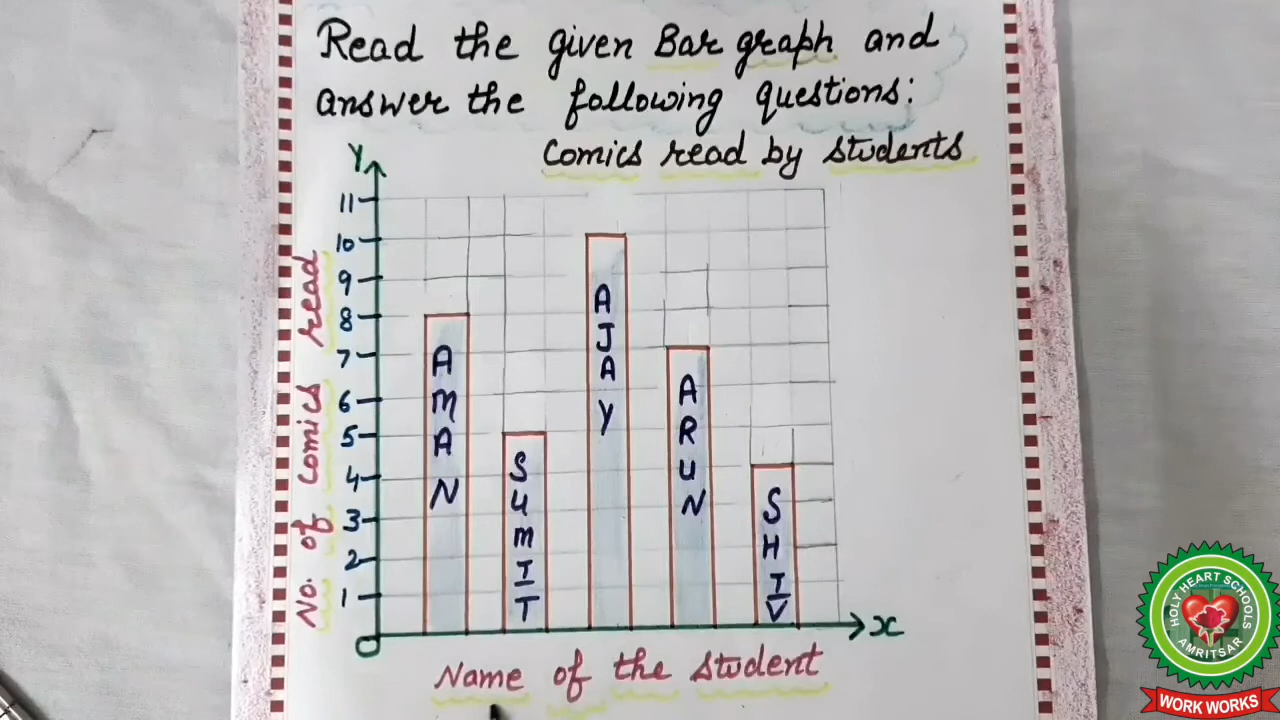 Read the given Bar graph and
answer the following questions:
Comics read by students
Y
11
10
9
8
7
6
5
4
3
2
1
O
No. of comics read
AMAN
SUMIT
AJAY
ARUN
SHIV
x
Name of the student
HOLY HEART SCHOOLS
AMRITSAR
WORK WORKS